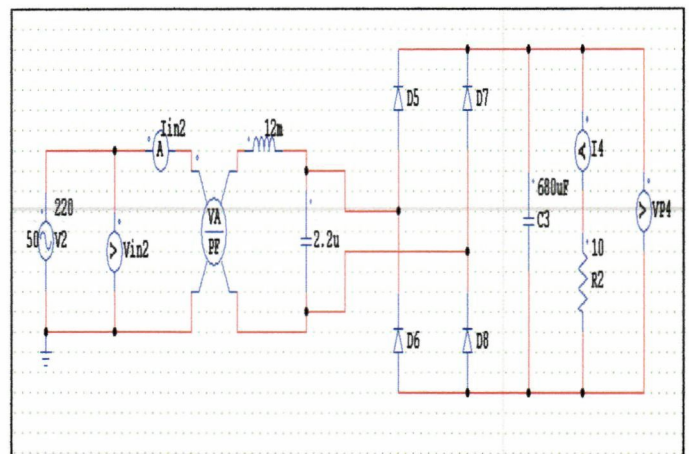 D5
D7
Iin2
12m
A
A
I4
680uF
220
VA
PF
V
VP4
50
V2
V
Vin2
2.2u
C3
10
R2
D6
D8